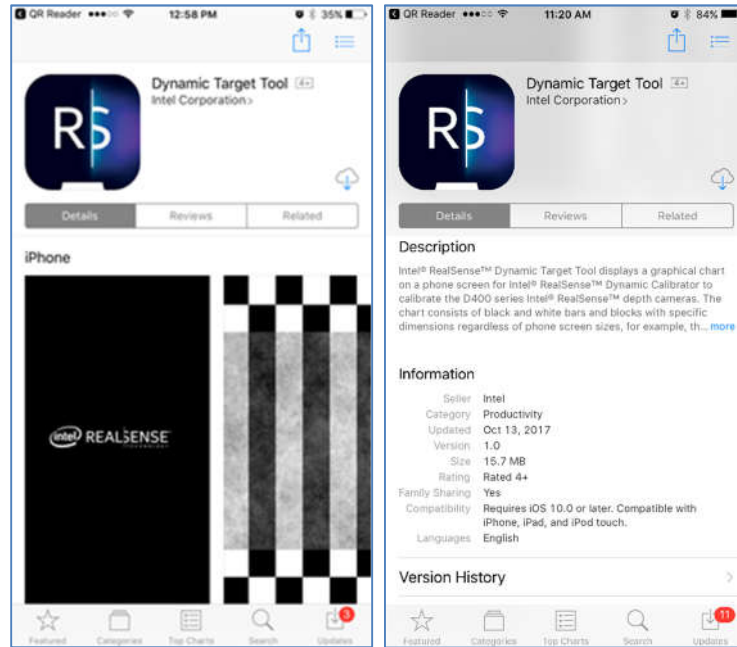 QR Reader 12:58 PM 35%
Dynamic Target Tool 4+
Intel Corporation >
RS
Details Reviews Related
iPhone
intel REALSENSE
TECHNOLOGY
Featured Categories Top Charts Search Updates
3
QR Reader 11:20 AM 84%
Dynamic Target Tool 4+
Intel Corporation >
RS
Details Reviews Related
Description
Intel® RealSense™ Dynamic Target Tool displays a graphical chart
on a phone screen for Intel® RealSense™ Dynamic Calibrator to
calibrate the D400 series Intel® RealSense™ depth cameras. The
chart consists of black and white bars and blocks with specific
dimensions regardless of phone screen sizes, for example, th... more
Information
Seller Intel
Category Productivity
Updated Oct 13, 2017
Version 1.0
Size 15.7 MB
Rating Rated 4+
Family Sharing Yes
Compatibility Requires iOS 10.0 or later. Compatible with
iPhone, iPad, and iPod touch.
Languages English
Version History
Featured Categories Top Charts Search Updates
11